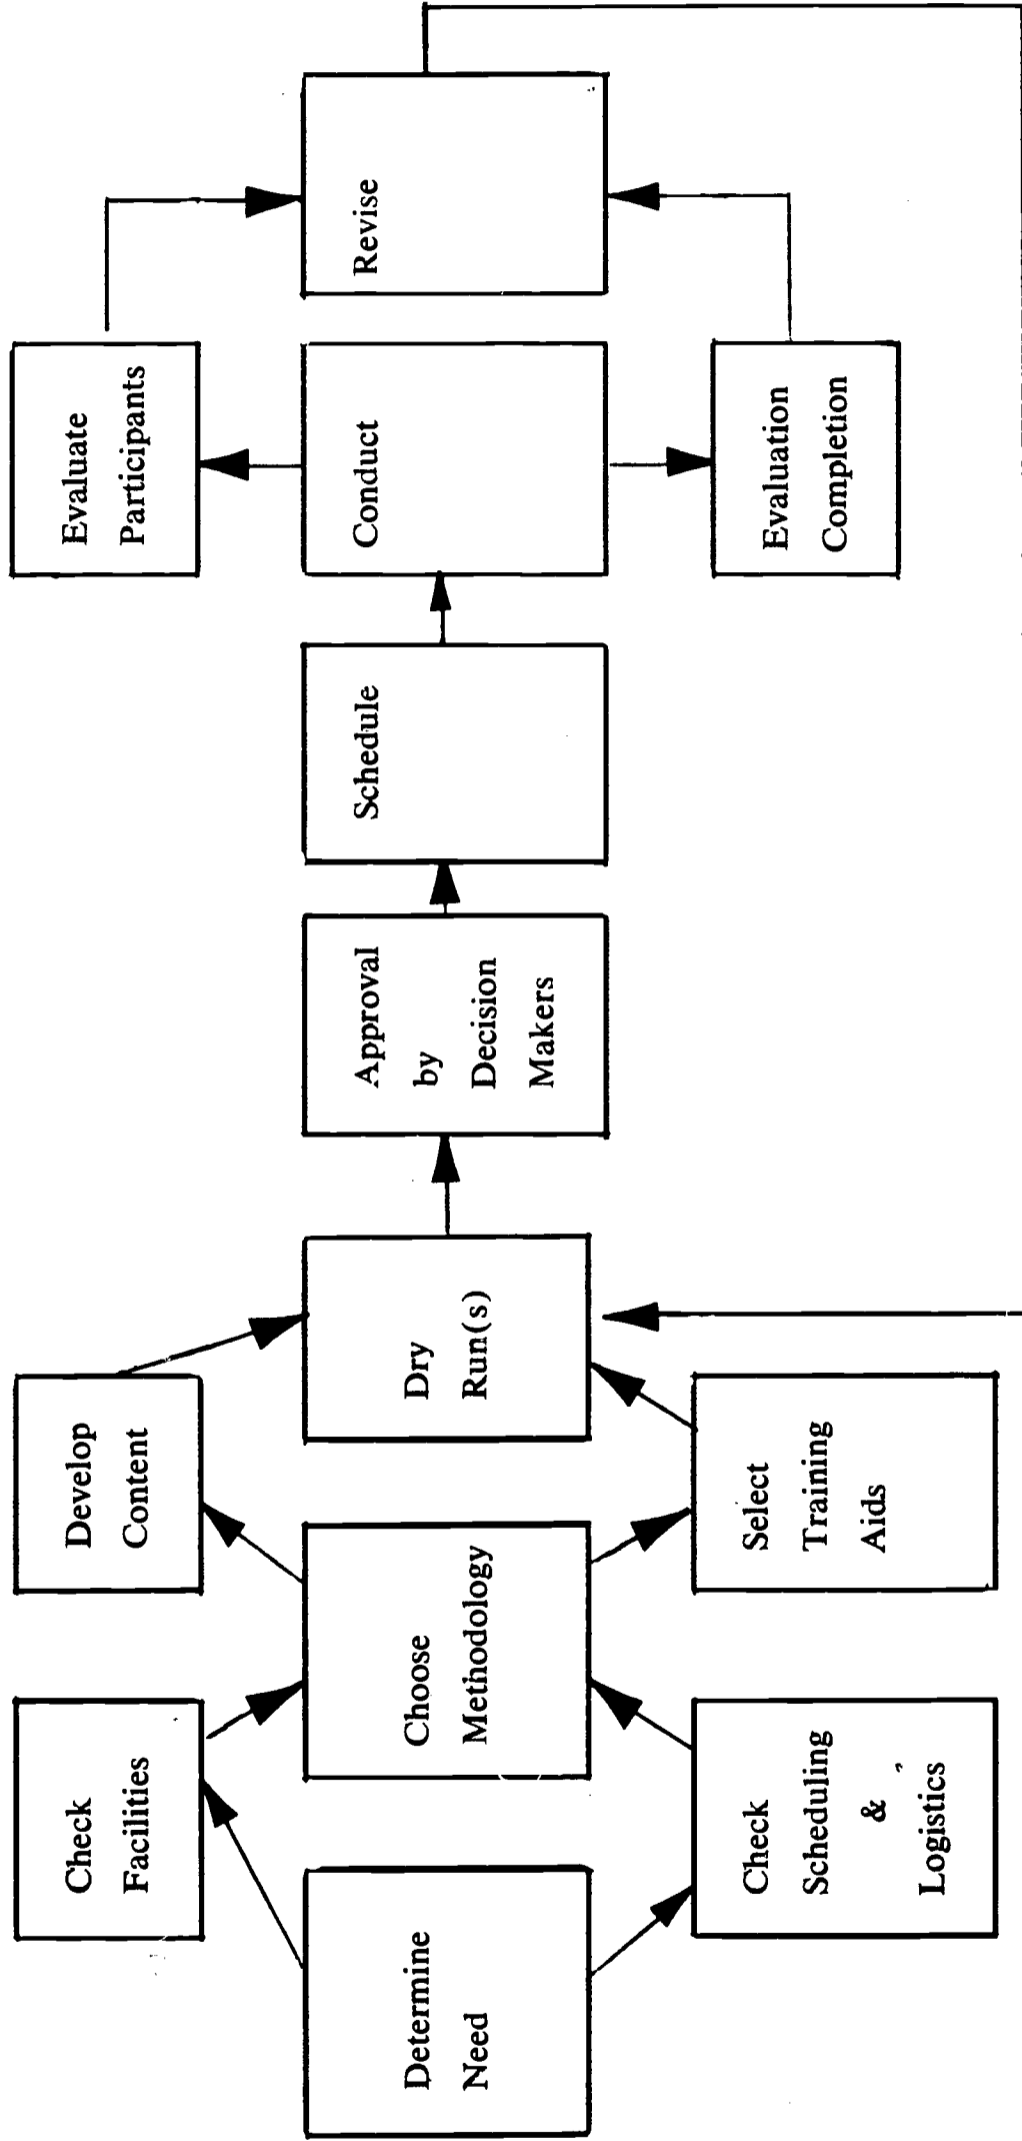 Determine
Need
Check
Facilities
Check
Scheduling
&
Logistics
Choose
Methodology
Develop
Content
Select
Training
Aids
Dry
Run(s)
Approval
by
Decision
Makers
Schedule
Conduct
Evaluate
Participants
Evaluation
Completion
Revise